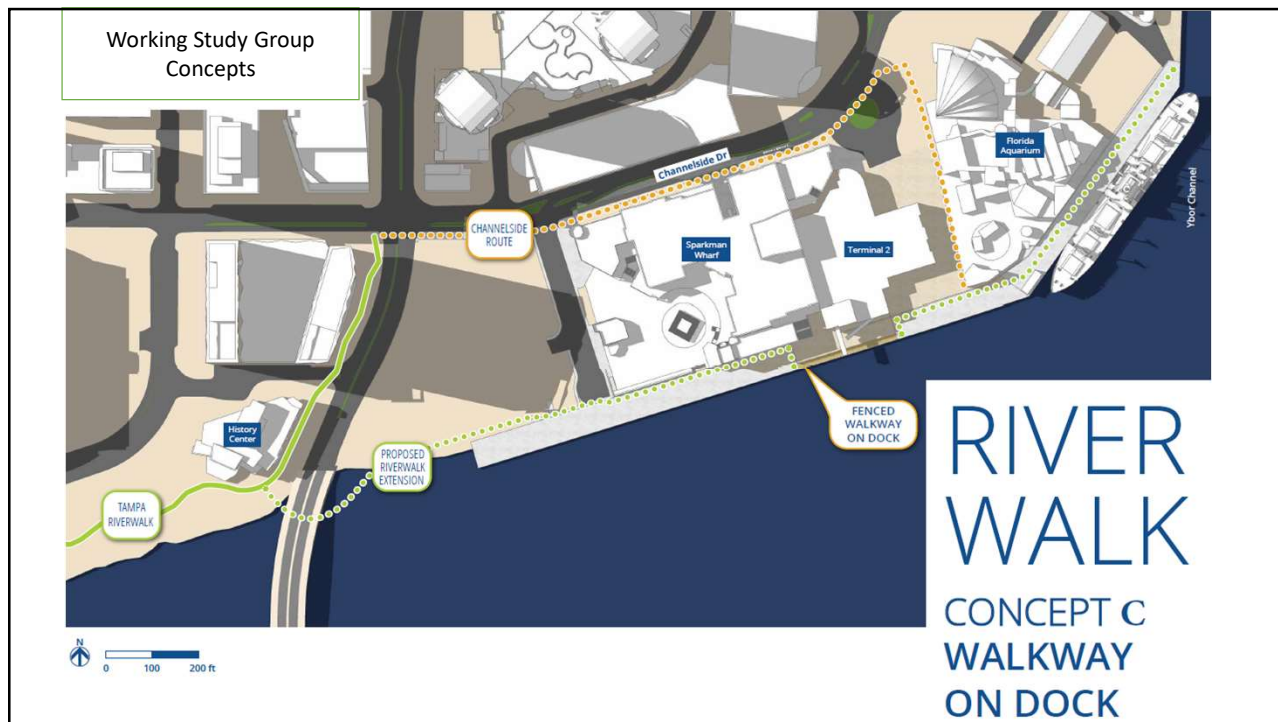 Working Study Group
Concepts
Channelside Dr
CHANNELSIDE
ROUTE
Sparkman
Wharf
Terminal 2
Florida
Aquarium
Ybor Channel
History
Center
TAMPA
RIVERWALK
PROPOSED
RIVERWALK
EXTENSION
FENCED
WALKWAY
ON DOCK
RIVER
WALK
CONCEPT C
WALKWAY
ON DOCK
N
0 100 200 ft